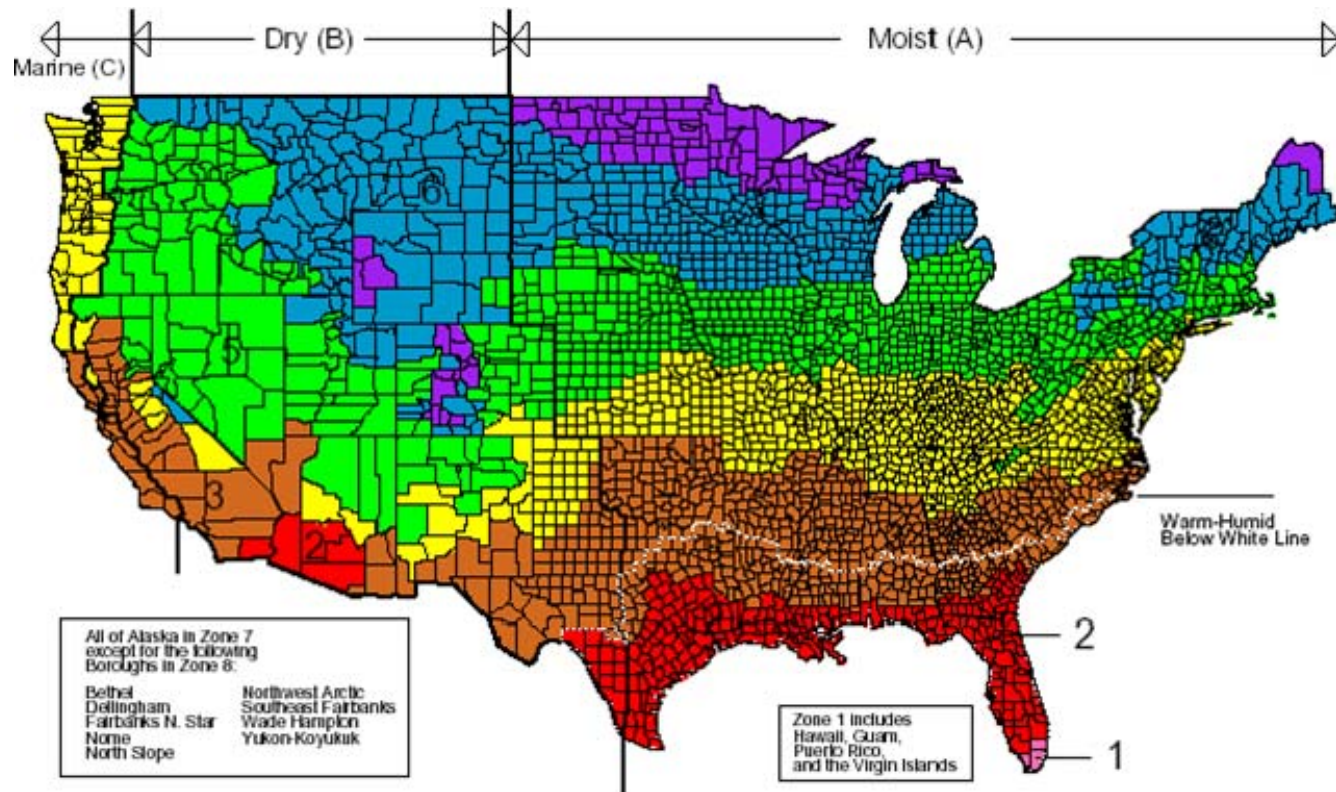 Marine (C)
Dry (B)
Moist (A)
6
5
3
2
Warm-Humid
Below White Line
2
1
All of Alaska in Zone 7
except for the following
Boroughs in Zone 8:
Bethel Northwest Arctic
Dellingham Southeast Fairbanks
Fairbanks N. Star Wade Hampton
Nome Yukon-Koyukuk
North Slope
Zone 1 includes
Hawaii, Guam,
Puerto Rico,
and the Virgin Islands